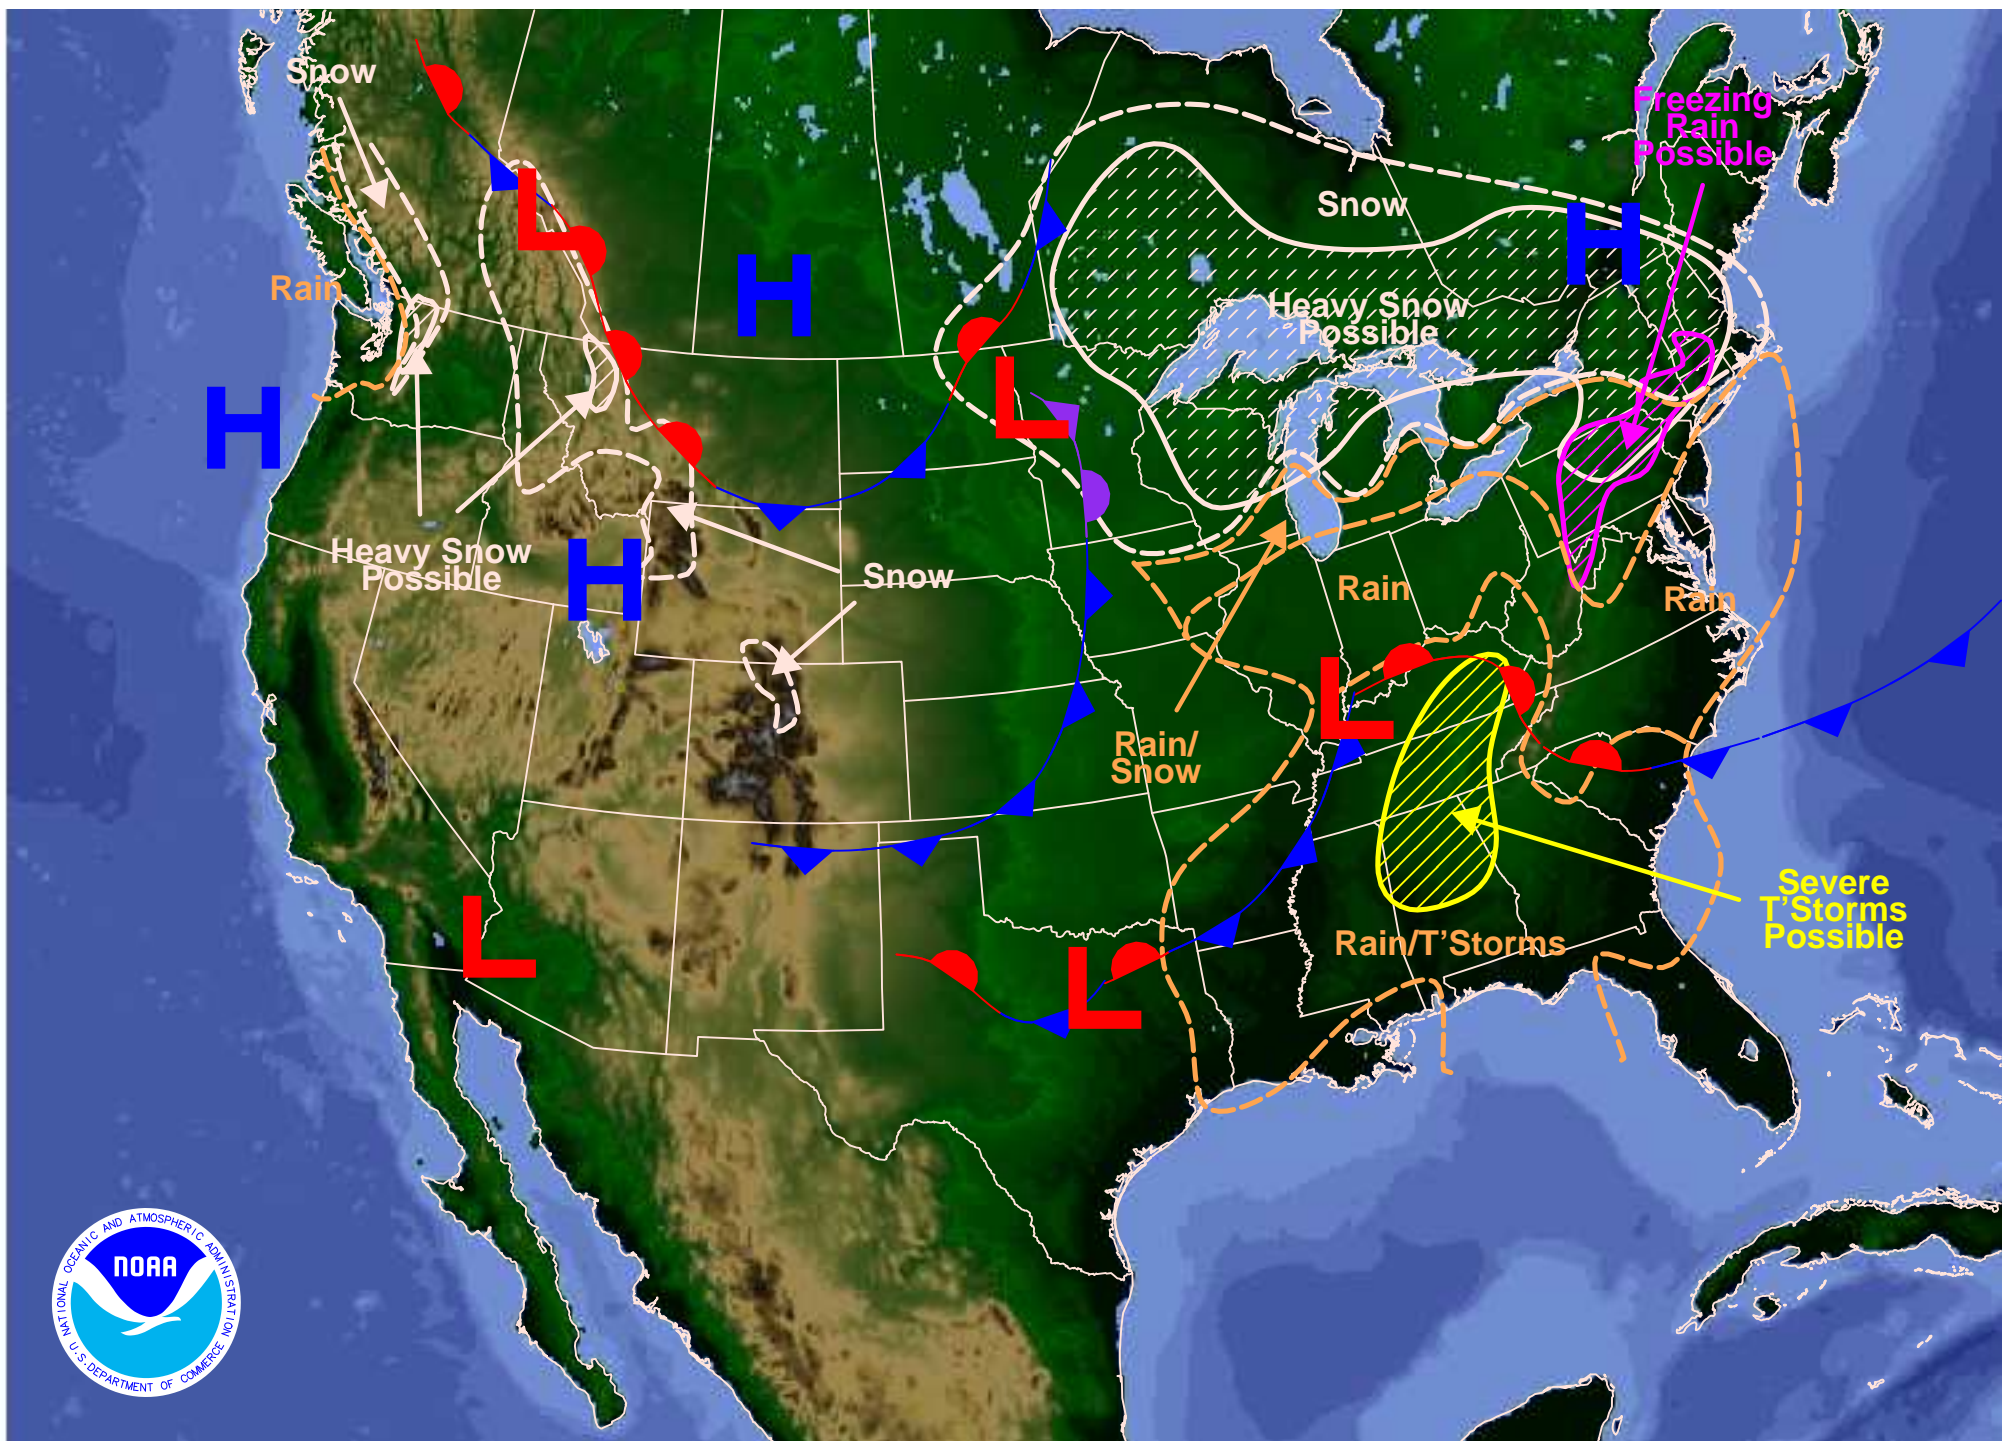 Snow
Freezing
Rain
Possible
Snow
H
L
H
Rain
Heavy Snow
Possible
H
L
Heavy Snow
Possible
H
Snow
Rain
Rain
L
Rain/
Snow
Severe
T'Storms
Possible
Rain/T'Storms
L
L
NATIONAL OCEANIC AND ATMOSPHERIC ADMINISTRATION
NOAA
U.S. DEPARTMENT OF COMMERCE